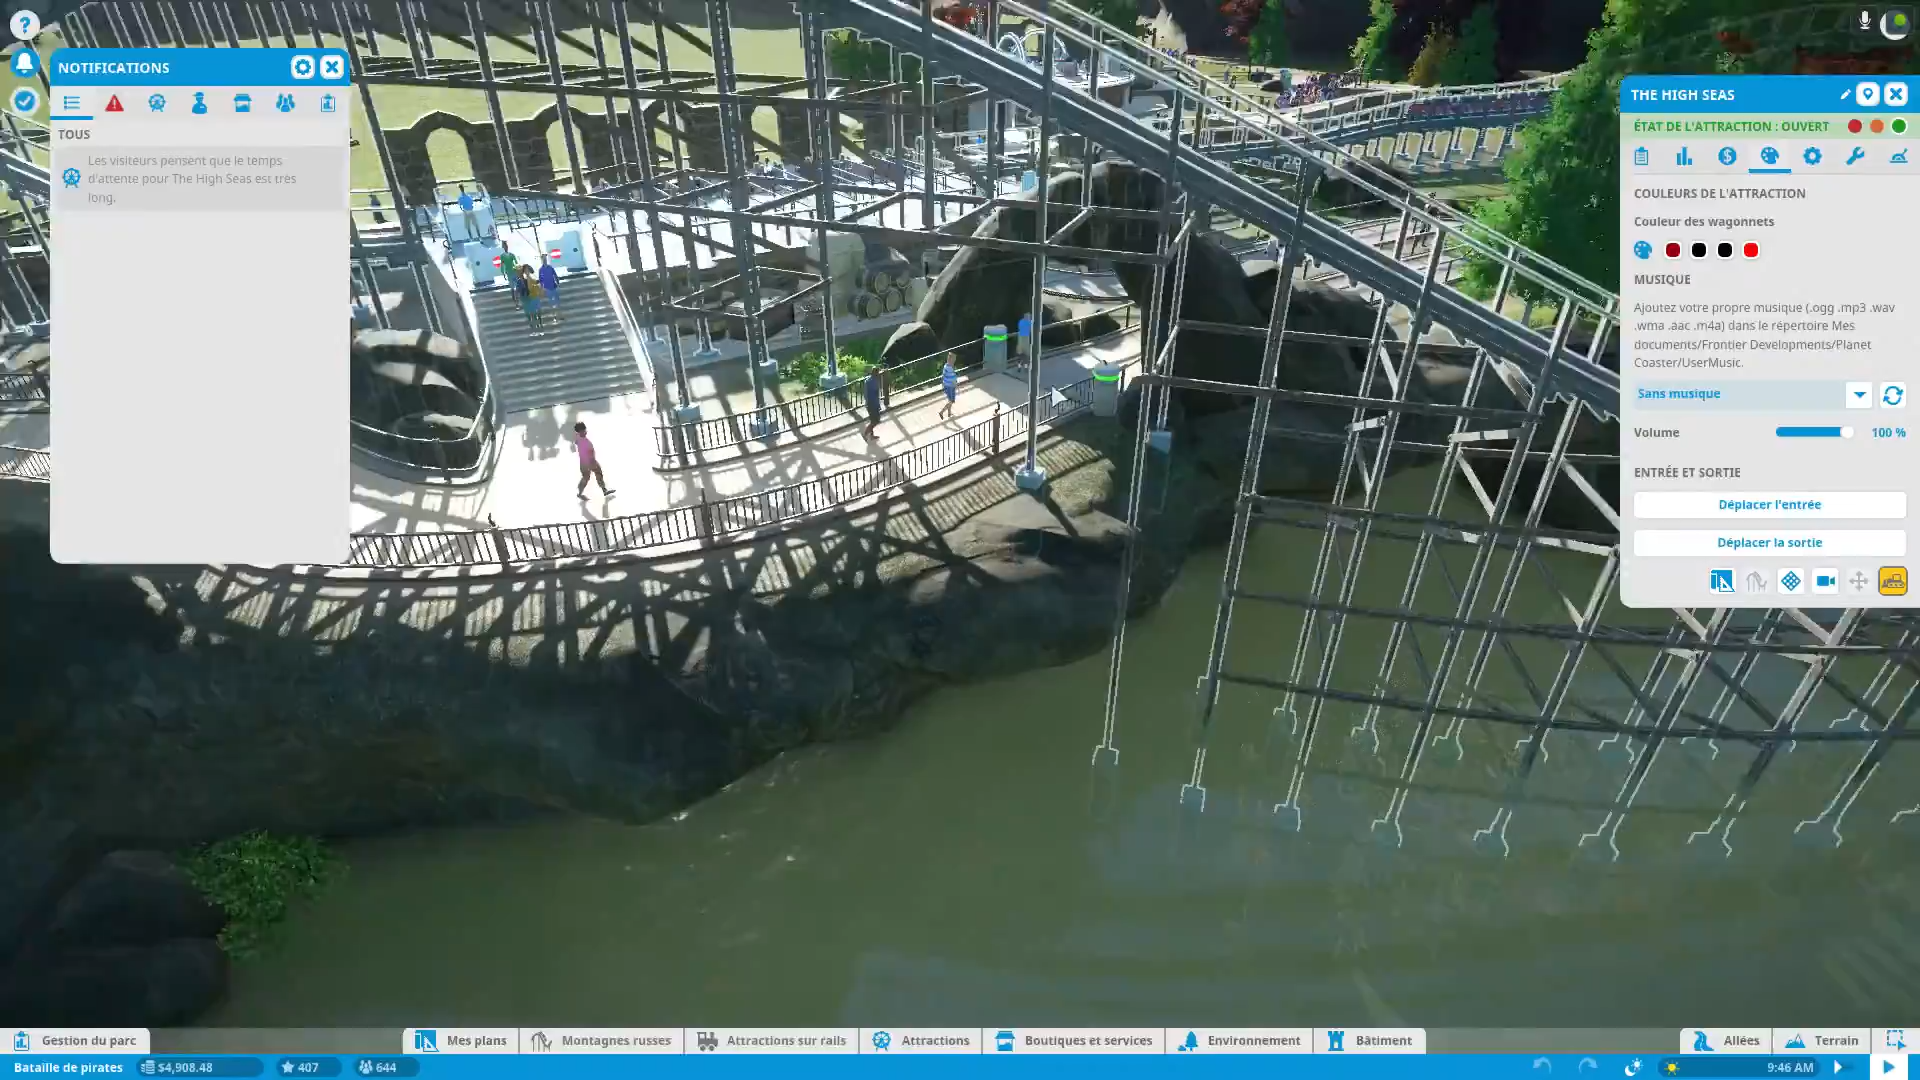 ?
NOTIFICATIONS
TOUS
Les visiteurs pensent que le temps
d'attente pour The High Seas est très
long.
THE HIGH SEAS
ÉTAT DE L'ATTRACTION : OUVERT
COULEURS DE L'ATTRACTION
Couleur des wagonnets
MUSIQUE
Ajoutez votre propre musique (.ogg .mp3 .wav
.wma .aac .m4a) dans le répertoire Mes
documents/Frontier Developments/Planet
Coaster/UserMusic.
Sans musique
Volume 100 %
ENTRÉE ET SORTIE
Déplacer l'entrée
Déplacer la sortie
Gestion du parc
Mes plans
Montagnes russes
Attractions sur rails
Attractions
Boutiques et services
Environnement
Bâtiment
Allées
Terrain
Bataille de pirates
$4,908.48
407
644
9:46 AM